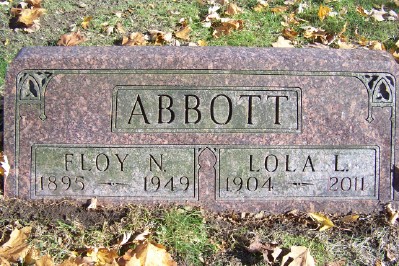 ABBOTT
FLOY N.
1895 — 1949
LOLA L.
1904 — 2011